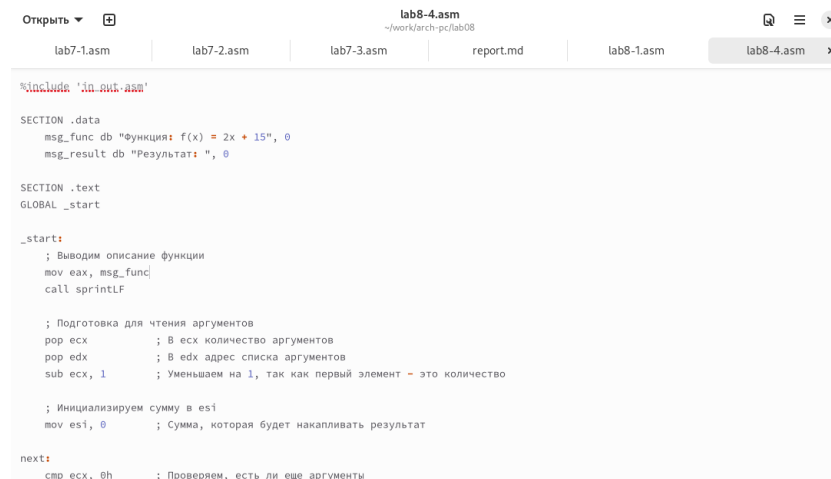 Открыть
lab8-4.asm
~/work/arch-pc/lab08
lab7-1.asm lab7-2.asm lab7-3.asm report.md lab8-1.asm lab8-4.asm
%include 'in_out.asm'
SECTION .data
msg_func db "Функция: f(x) = 2x + 15", 0
msg_result db "Результат: ", 0
SECTION .text
GLOBAL _start
_start:
; Выводим описание функции
mov eax, msg_func
call sprintLF
; Подготовка для чтения аргументов
pop ecx ; В ecx количество аргументов
pop edx ; В edx адрес списка аргументов
sub ecx, 1 ; Уменьшаем на 1, так как первый элемент - это количество
; Инициализируем сумму в esi
mov esi, 0 ; Сумма, которая будет накапливать результат
next:
cmp ecx, 0h ; Проверяем, есть ли еще аргументы